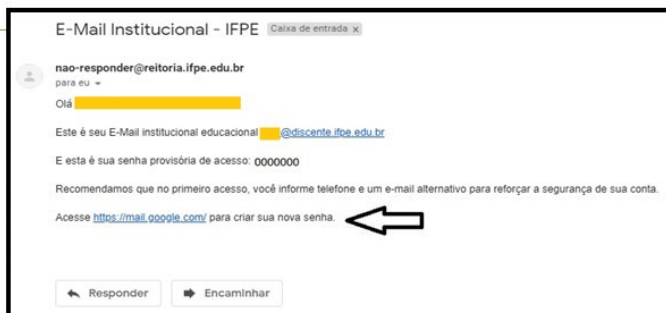 E-Mail Institucional - IFPE Caixa de entrada x
nao-responder@reitoria.ifpe.edu.br
para eu
Olá
Este é seu E-Mail institucional educacional @discente.ifpe.edu.br
E esta é sua senha provisória de acesso: 0000000
Recomendamos que no primeiro acesso, você informe telefone e um e-mail alternativo para reforçar a segurança de sua conta.
Acesse https://mail.google.com/ para criar sua nova senha.
Responder Encaminhar